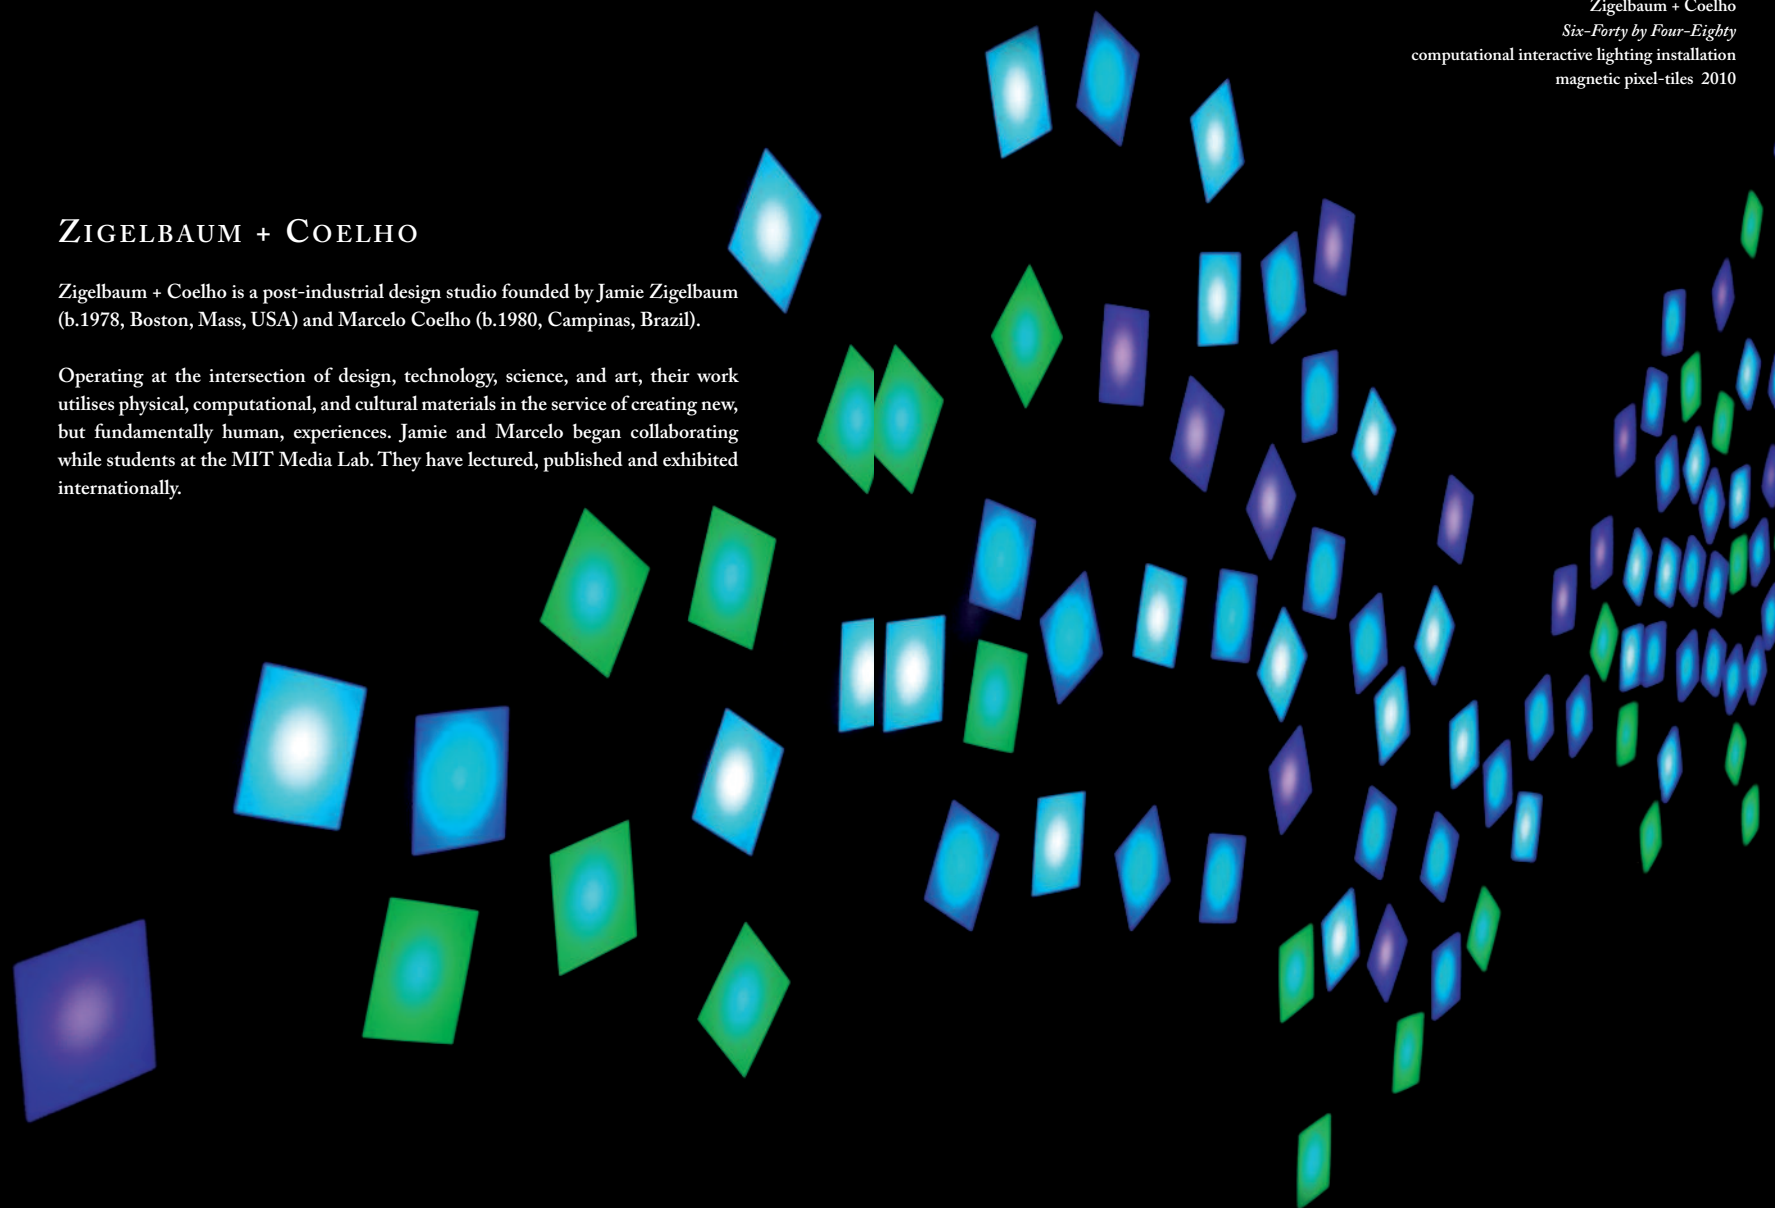 Zigelbaum + Coelho
Six-Forty by Four-Eighty
computational interactive lighting installation
magnetic pixel-tiles 2010
ZIGELBAUM + COELHO
Zigelbaum + Coelho is a post-industrial design studio founded by Jamie Zigelbaum
(b.1978, Boston, Mass, USA) and Marcelo Coelho (b.1980, Campinas, Brazil).
Operating at the intersection of design, technology, science, and art, their work
utilises physical, computational, and cultural materials in the service of creating new,
but fundamentally human, experiences. Jamie and Marcelo began collaborating
while students at the MIT Media Lab. They have lectured, published and exhibited
internationally.